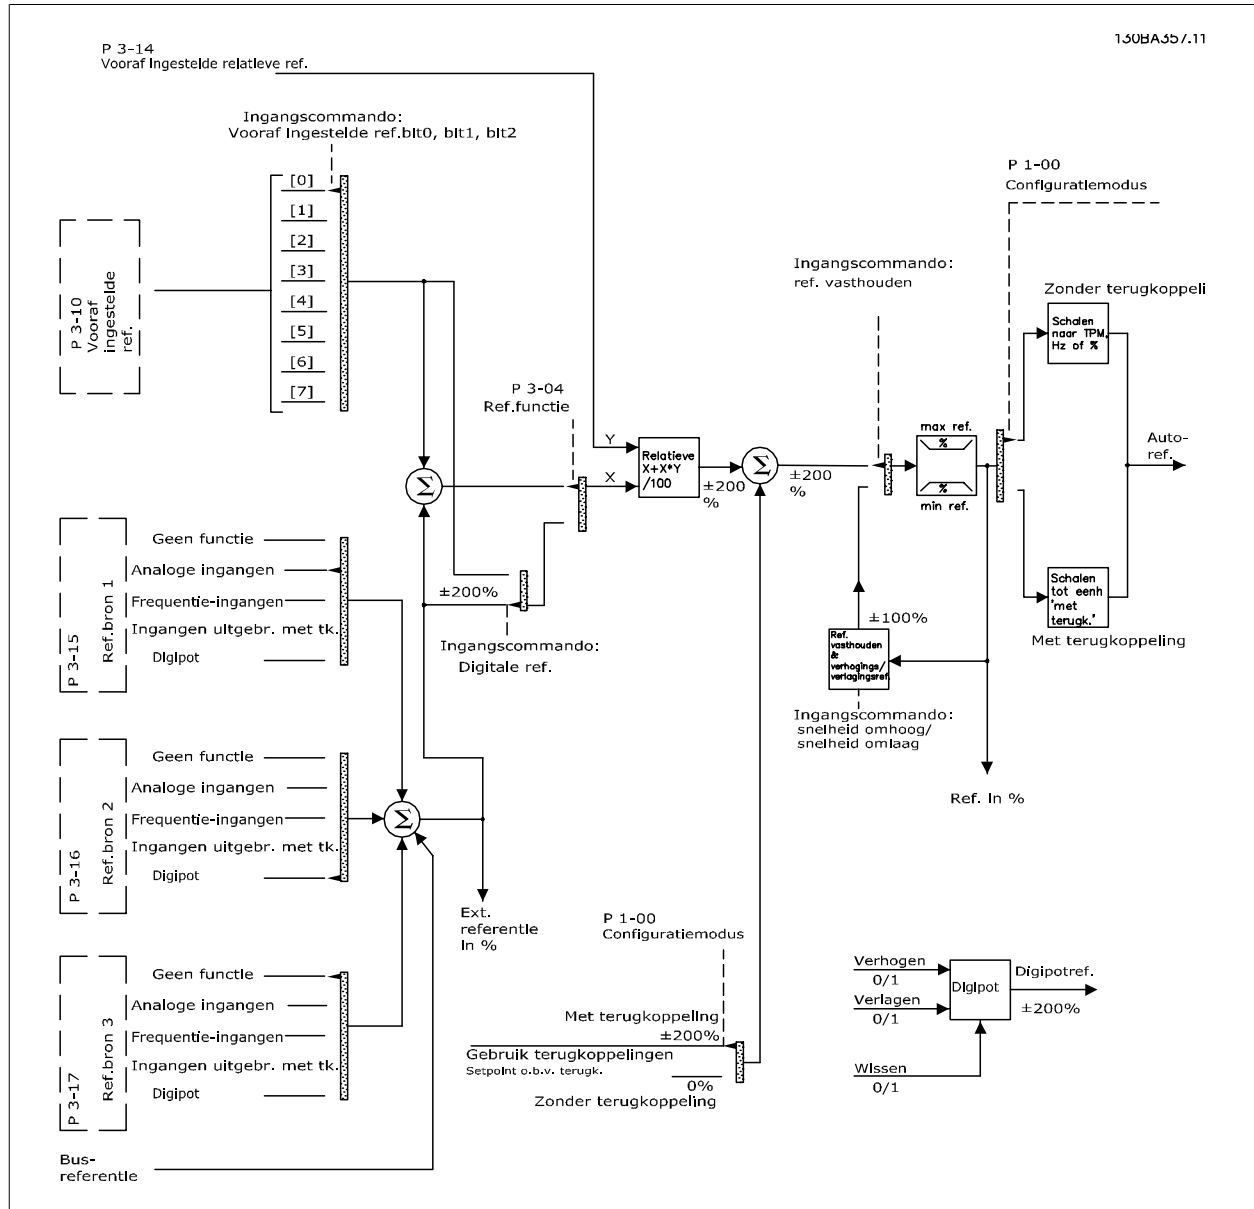 130BA357.11
P 3-14
Vooraf Ingestelde relatieve ref.
Ingangscommando:
Vooraf Ingestelde ref.bit0, bit1, bit2
[0]
[1]
[2]
[3]
[4]
[5]
[6]
[7]
P 3-10
Vooraf
ingestelde
ref.
P 1-00
Configuratiemodus
Ingangscommando:
ref. vasthouden
Zonder terugkoppeli
Schalen
naar TPM,
Hz of %
P 3-04
Ref.functie
Y
X
Relatieve
X+X*Y
/100
±200
%
Σ
±200
%
max ref.
%
%
min ref.
Auto-
ref.
Σ
P 3-15
Ref.bron 1
Geen functie
Analoge ingangen
Frequentie-ingangen
Ingangen uitgebr. met tk.
Digipot
±200%
Ingangscommando:
Digitale ref.
±100%
Ref.
vasthouden
&
verhogings/
verlagingsref.
Ingangscommando:
snelheid omhoog/
snelheid omlaag
Schalen
tot eenh
'met
terugk.'
Met terugkoppeling
Ref. In %
P 3-16
Ref.bron 2
Geen functie
Analoge ingangen
Frequentie-ingangen
Ingangen uitgebr. met tk.
Digipot
Σ
Ext.
referentie
In %
P 1-00
Configuratiemodus
Met terugkoppeling
±200%
Gebruik terugkoppelingen
Setpoint o.b.v. terugk.
0%
Zonder terugkoppeling
P 3-17
Ref.bron 3
Geen functie
Analoge ingangen
Frequentie-ingangen
Ingangen uitgebr. met tk.
Digipot
Bus-
referentie
Verhogen
0/1
Verlagen
0/1
Wissen
0/1
Digipot
Digipotref.
±200%